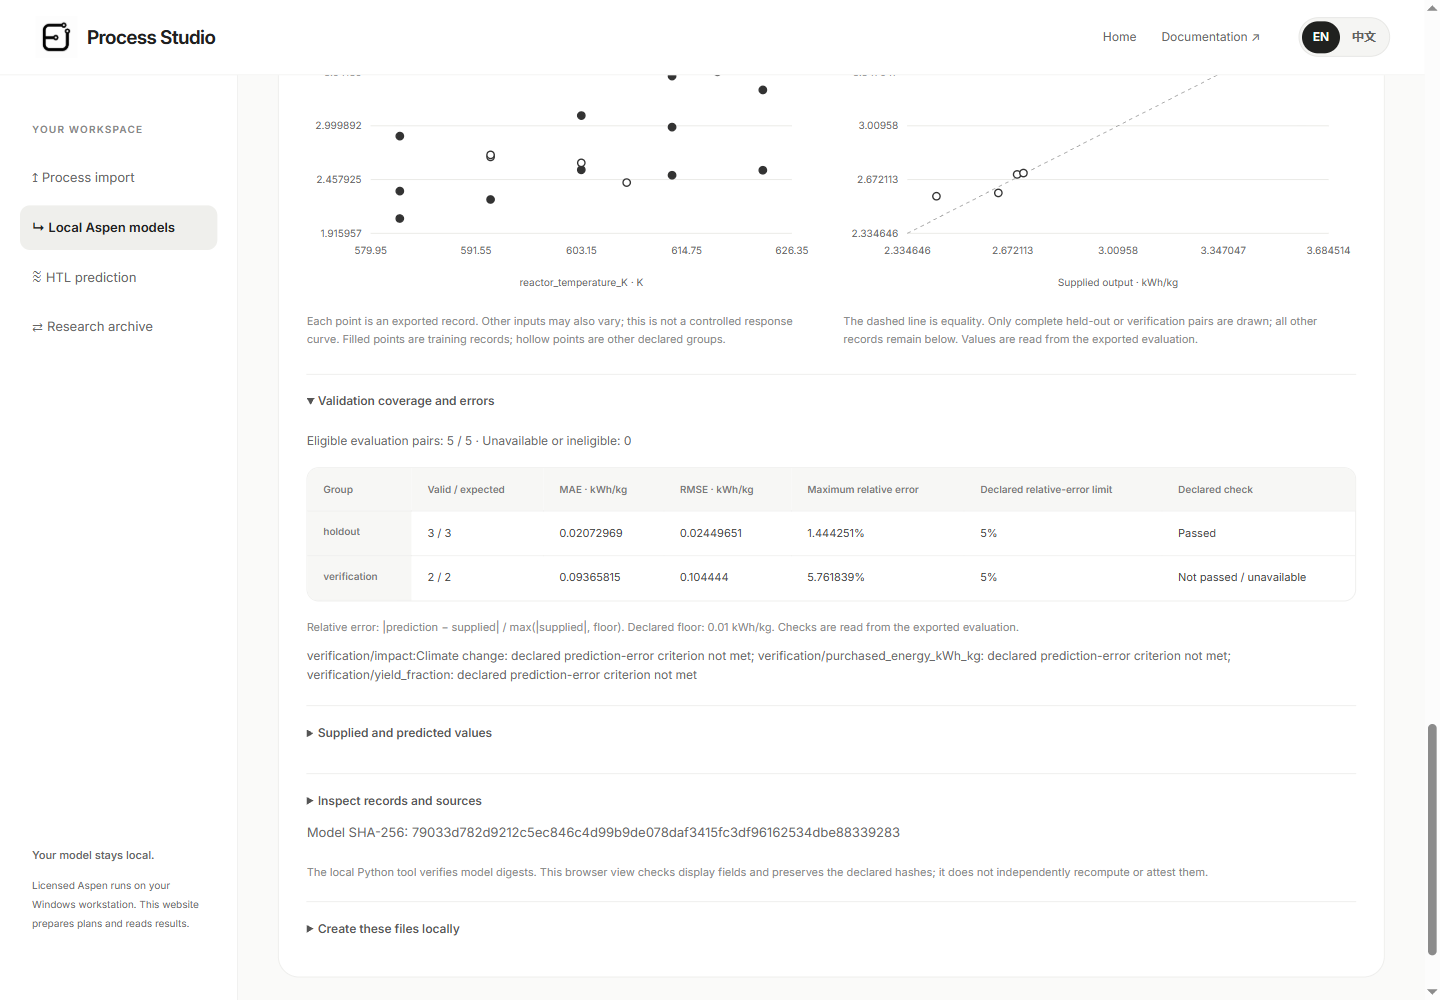 Process Studio
Home
Documentation ↗
EN
中文
YOUR WORKSPACE
↥ Process import
↳ Local Aspen models
HTL prediction
⇄ Research archive
Your model stays local.
Licensed Aspen runs on your
Windows workstation. This website
prepares plans and reads results.
2.999892
2.457925
1.915957
579.95
591.55
603.15
614.75
626.35
reactor_temperature_K · K
3.00958
2.672113
2.334646
2.334646
2.672113
3.00958
3.347047
3.684514
Supplied output · kWh/kg
Each point is an exported record. Other inputs may also vary; this is not a controlled response
curve. Filled points are training records; hollow points are other declared groups.
The dashed line is equality. Only complete held-out or verification pairs are drawn; all other
records remain below. Values are read from the exported evaluation.
▼ Validation coverage and errors
Eligible evaluation pairs: 5 / 5 · Unavailable or ineligible: 0
Group Valid / expected MAE · kWh/kg RMSE · kWh/kg Maximum relative error Declared relative-error limit Declared check
holdout 3 / 3 0.02072969 0.02449651 1.444251% 5% Passed
verification 2 / 2 0.09365815 0.104444 5.761839% 5% Not passed / unavailable
Relative error: |prediction − supplied| / max(|supplied|, floor). Declared floor: 0.01 kWh/kg. Checks are read from the exported evaluation.
verification/impact:Climate change: declared prediction-error criterion not met; verification/purchased_energy_kWh_kg: declared prediction-error criterion not met;
verification/yield_fraction: declared prediction-error criterion not met
▶ Supplied and predicted values
▶ Inspect records and sources
Model SHA-256: 79033d782d9212c5ec846c4d99b9de078daf3415fc3df96162534dbe88339283
The local Python tool verifies model digests. This browser view checks display fields and preserves the declared hashes; it does not independently recompute or attest them.
▶ Create these files locally